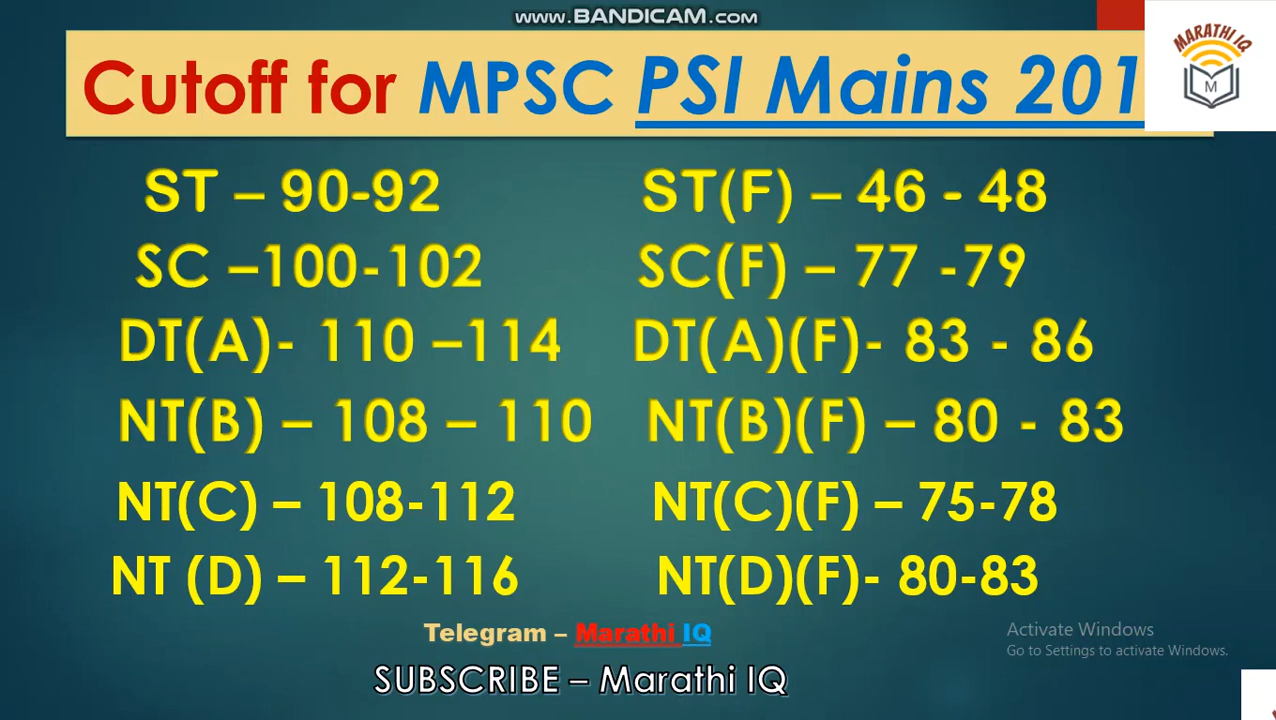 www.BANDICAM.com
MARATHI IQ
M
Cutoff for MPSC PSI Mains 201
ST – 90-92 ST(F) – 46 - 48
SC –100-102 SC(F) – 77 -79
DT(A)- 110 –114 DT(A)(F)- 83 - 86
NT(B) – 108 – 110 NT(B)(F) – 80 - 83
NT(C) – 108-112 NT(C)(F) – 75-78
NT (D) – 112-116 NT(D)(F)- 80-83
Telegram – Marathi IQ
SUBSCRIBE – Marathi IQ
Activate Windows
Go to Settings to activate Windows.